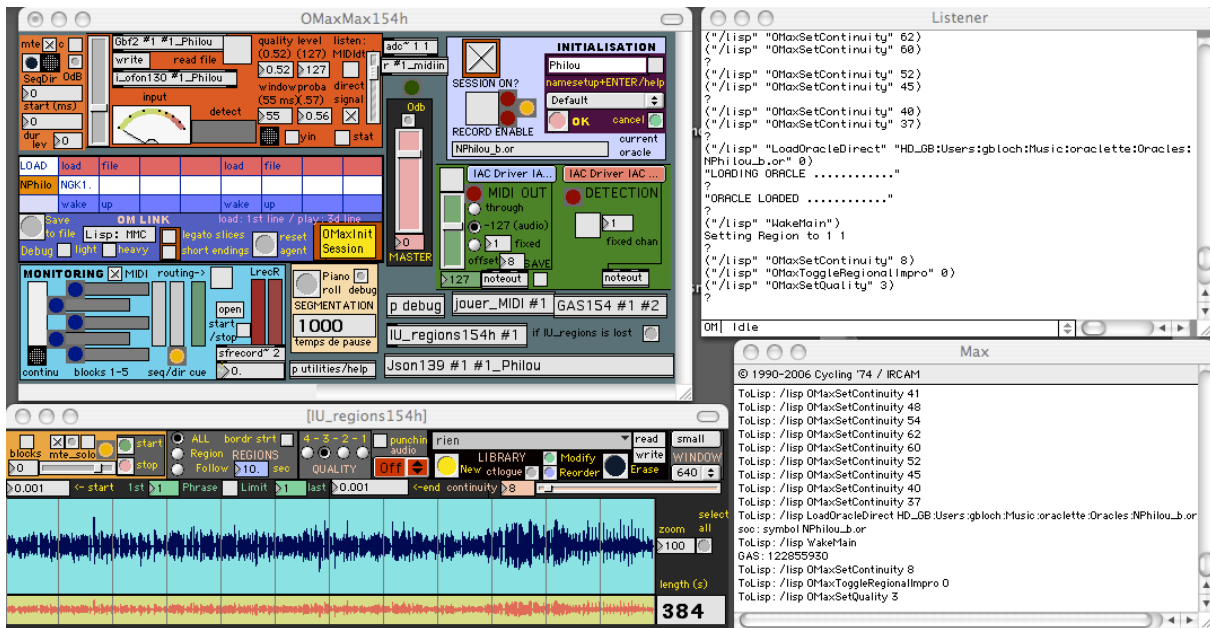 OMaxMax154h
mte c
SeqDir 0dB
0
start (ms)
0
dur
lev 0
Gbf2 #1 #1_Philou
write read file
i_ofon130 #1_Philou
input
detect
quality level listen:
(0.52) (127) MIDIdt
0.52 127
window proba direct
(55 ms)(.57) signal
55 0.56
yin stat
adc~ 1 1
r #1_midiin
0db
0
MASTER
INITIALISATION
SESSION ON?
Philou
namesetup+ENTER/help
Default
OK cancel
RECORD ENABLE
current
oracle
NPhilou_b.or
LOAD load file load file
NPhilo NGK1.
wake up wake up
Save
to file
OM LINK
load: 1st line / play: 3d line
Lisp: MMC
Debug light heavy
legato slices
short endings
reset
agent
OMaxInit
Session
IAC Driver IA... IAC Driver IAC ...
MIDI OUT DETECTION
through
-127 (audio)
1 fixed
1
fixed chan
offset 8 SAVE
127 noteout noteout
MONITORING MIDI routing-> LrecR
open
start
/stop
sfrecord~ 2
0.
continu blocks 1-5 seq/dir cue
Piano
roll debug
SEGMENTATION
1000
temps de pause
p utilities/help
p debug jouer_MIDI #1 GAS154 #1 #2
IU_regions154h #1 if IU_regions is lost
Json139 #1 #1_Philou
Listener
("/lisp" "OMaxSetContinuity" 62)
("/lisp" "OMaxSetContinuity" 60)
?
("/lisp" "OMaxSetContinuity" 52)
("/lisp" "OMaxSetContinuity" 45)
?
("/lisp" "OMaxSetContinuity" 40)
("/lisp" "OMaxSetContinuity" 37)
?
("/lisp" "LoadOracleDirect" "HD_GB:Users:gbloch:Music:oraclette:Oracles:
NPhilou_b.or" 0)
"LOADING ORACLE ............"
?
"ORACLE LOADED ............"
?
("/lisp" "WakeMain")
Setting Region to 1 1
?
("/lisp" "OMaxSetContinuity" 8)
("/lisp" "OMaxToggleRegionalImpro" 0)
("/lisp" "OMaxSetQuality" 3)
?
OM Idle
Max
© 1990-2006 Cycling '74 / IRCAM
ToLisp: /lisp OMaxSetContinuity 41
ToLisp: /lisp OMaxSetContinuity 48
ToLisp: /lisp OMaxSetContinuity 54
ToLisp: /lisp OMaxSetContinuity 62
ToLisp: /lisp OMaxSetContinuity 60
ToLisp: /lisp OMaxSetContinuity 52
ToLisp: /lisp OMaxSetContinuity 45
ToLisp: /lisp OMaxSetContinuity 40
ToLisp: /lisp OMaxSetContinuity 37
ToLisp: /lisp LoadOracleDirect HD_GB:Users:gbloch:Music:oraclette:Oracles:NPhilou_b.or
soc: symbol NPhilou_b.or
ToLisp: /lisp WakeMain
GAS: 122855930
ToLisp: /lisp OMaxSetContinuity 8
ToLisp: /lisp OMaxToggleRegionalImpro 0
ToLisp: /lisp OMaxSetQuality 3
[IU_regions154h]
blocks mte_solo start
0 stop
ALL bordr strt
Region REGIONS
Follow 10. sec
4 - 3 - 2 - 1
QUALITY
punchin
audio
Off
rien
read
write
LIBRARY
New ctlogue
Modify
Reorder
Erase
small
WINDOW
640
0.001 <- start 1st 1 Phrase Limit 1 last 0.001 <-end continuity 8
select
zoom all
100
length (s)
384